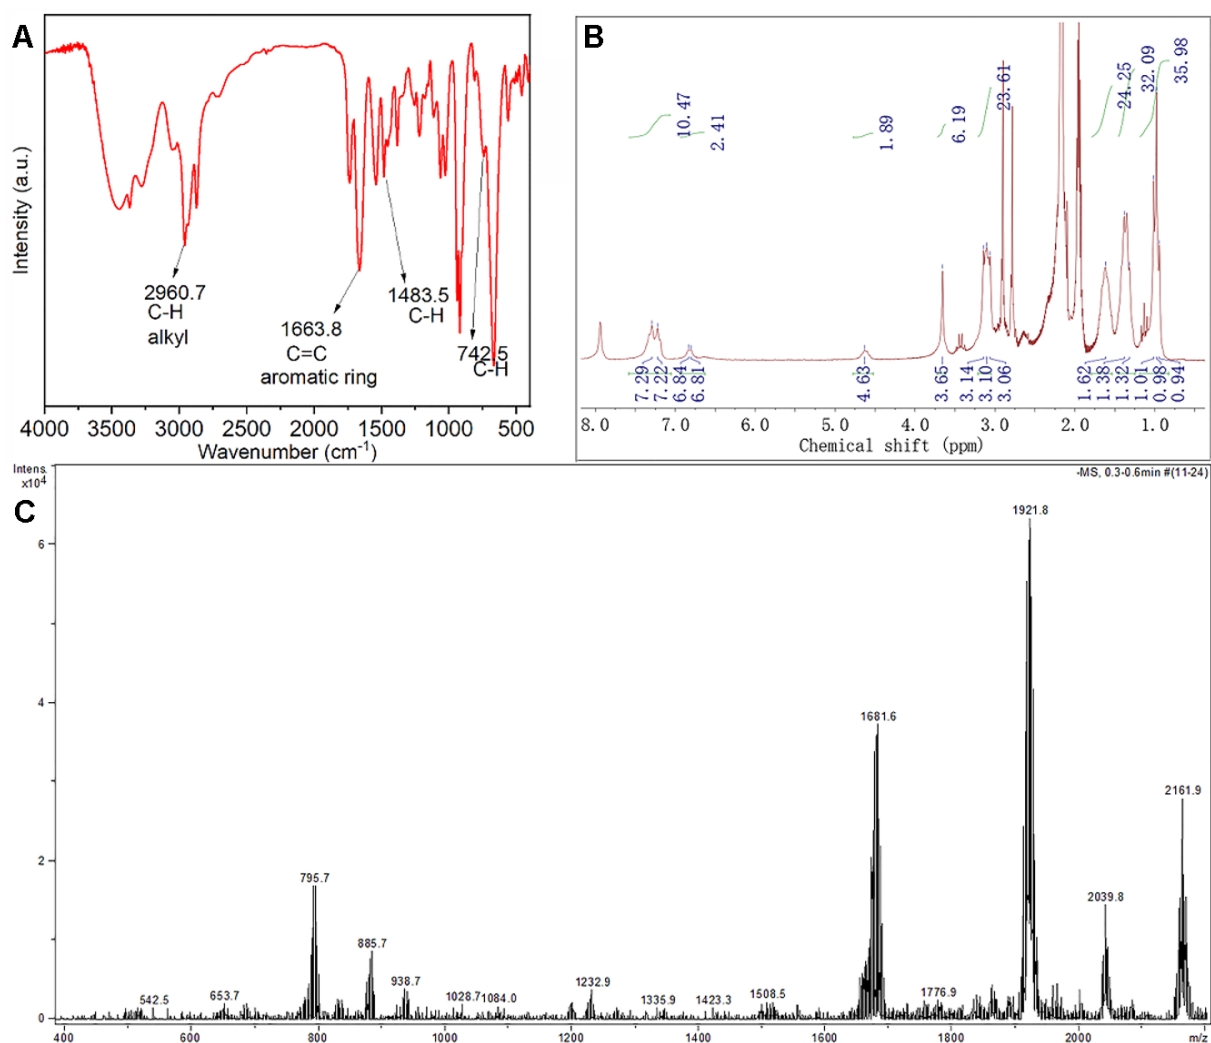 A
Intensity (a.u.)
2960.7
C-H
alkyl
1663.8
C=C
aromatic ring
1483.5
C-H
742.5
C-H
4000 3500 3000 2500 2000 1500 1000 500
Wavenumber (cm-1)
B
10.47
2.41
1.89
6.19
23.61
24.25
32.09
35.98
7.29
7.22
6.84
6.81
4.63
3.65
3.14
3.10
3.06
1.62
1.38
1.32
1.01
0.98
0.94
8.0 7.0 6.0 5.0 4.0 3.0 2.0 1.0
Chemical shift (ppm)
C
Intens.
x104
-MS, 0.3-0.6min #(11-24)
6
4
2
0
542.5
653.7
795.7
885.7
938.7
1028.7
1084.0
1232.9
1335.9
1423.3
1508.5
1681.6
1776.9
1921.8
2039.8
2161.9
400 600 800 1000 1200 1400 1600 1800 2000 m/z